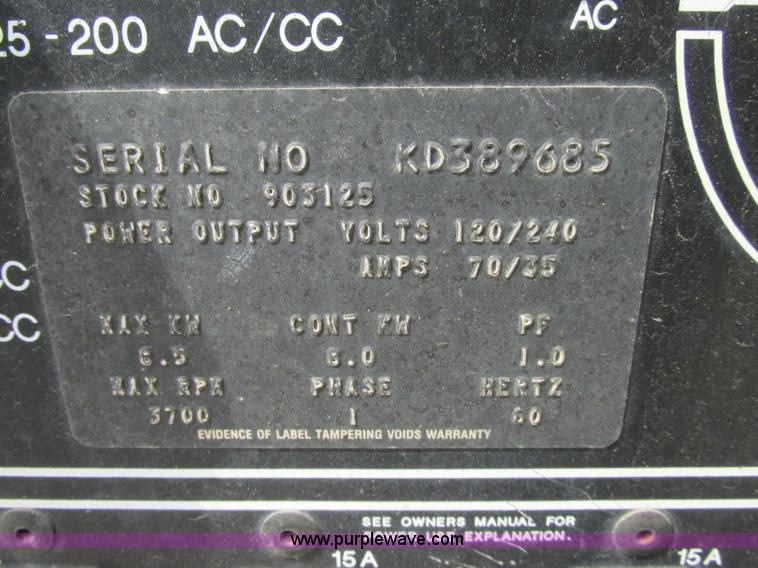 25-200 AC/CC
AC
SERIAL NO KD389685
STOCK NO 903125
POWER OUTPUT VOLTS 120/240
AMPS 70/35
CC
CC
MAX KW CONT KW PF
8.5 8.0 1.0
MAX RPM PHASE HERTZ
3700 1 60
EVIDENCE OF LABEL TAMPERING VOIDS WARRANTY
SEE OWNERS MANUAL FOR
EXPLANATION.
www.purplewave.com
15A
15A